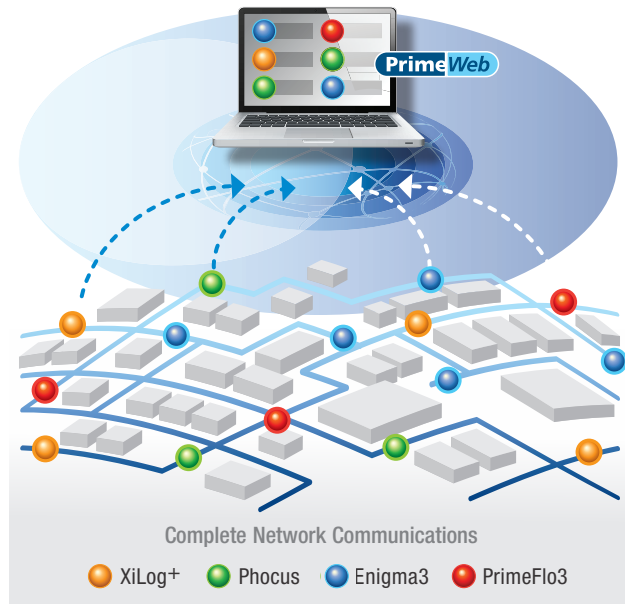 PrimeWeb
Complete Network Communications
XiLog+
Phocus
Enigma3
PrimeFlo3